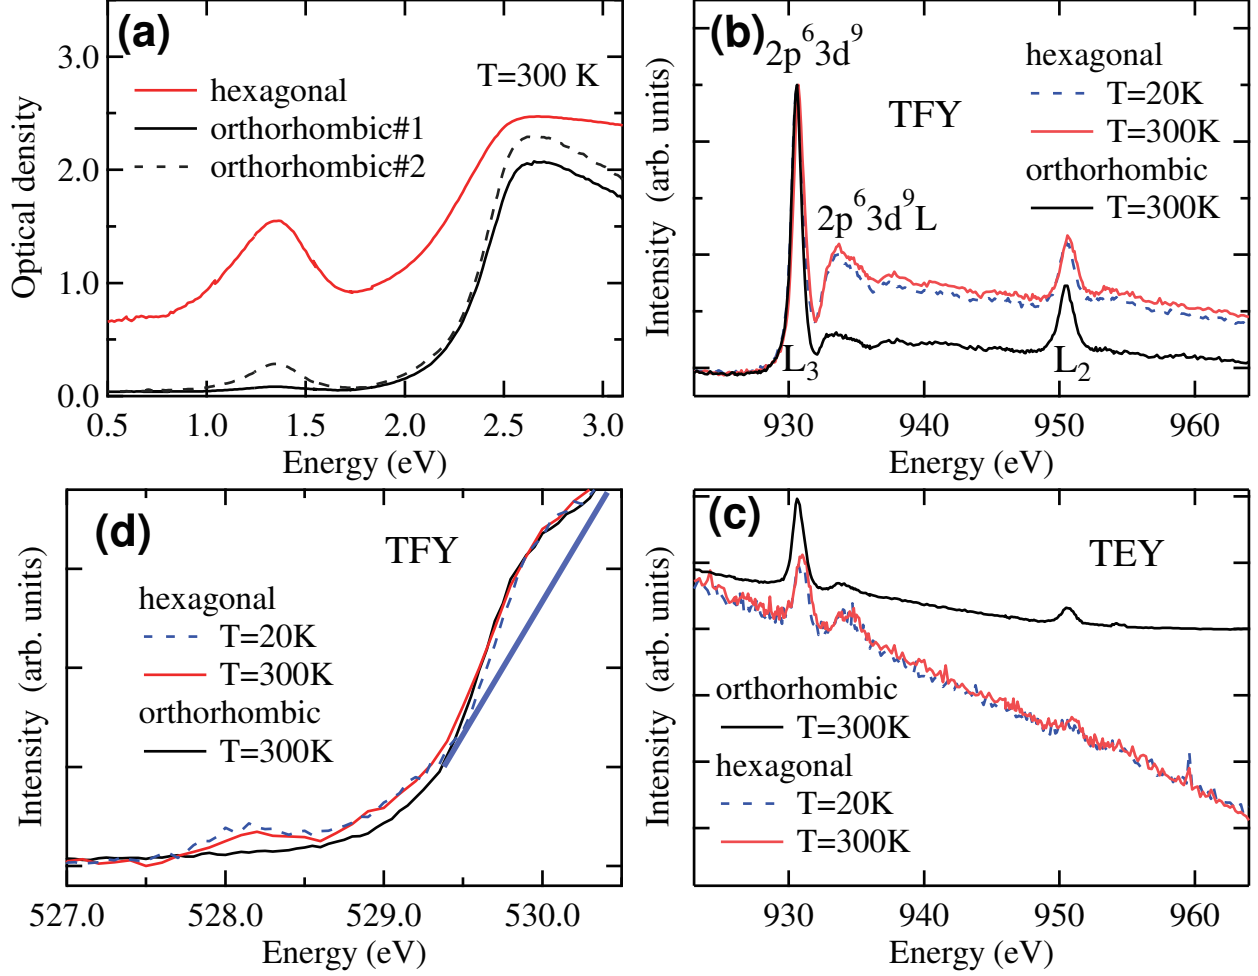 (a)
T=300 K
hexagonal
orthorhombic#1
orthorhombic#2
3.0
2.0
1.0
0.0
Optical density
0.5 1.0 1.5 2.0 2.5 3.0
Energy (eV)
(b)
2p⁶3d⁹
TFY
2p⁶3d⁹L
hexagonal
T=20K
T=300K
orthorhombic
T=300K
L₃
L₂
Intensity (arb. units)
930 940 950 960
Energy (eV)
(d)
TFY
hexagonal
T=20K
T=300K
orthorhombic
T=300K
Intensity (arb. units)
527.0 528.0 529.0 530.0
Energy (eV)
(c)
TEY
orthorhombic
T=300K
hexagonal
T=20K
T=300K
Intensity (arb. units)
930 940 950 960
Energy (eV)